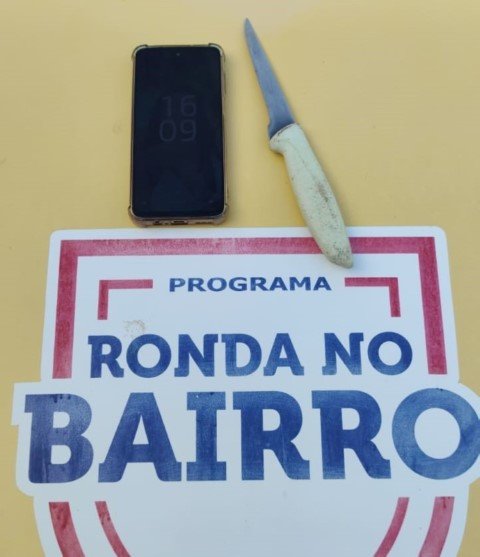 16
09
PROGRAMA
RONDA NO
BAIRRO